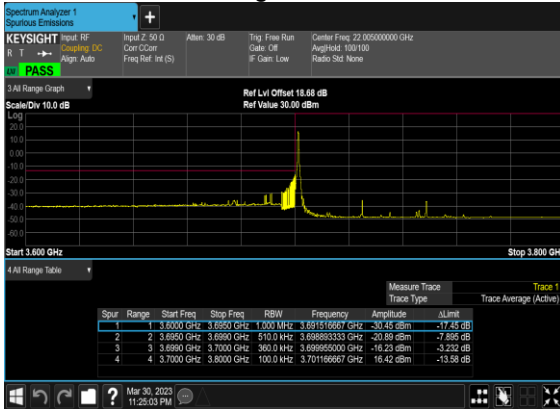 Spectrum Analyzer 1
Spurious Emissions
+
KEYSIGHT Input: RF Input Z: 50 Ω Atten: 30 dB Trig: Free Run Center Freq: 22.005000000 GHz
R T Coupling: DC Corr CCorr Gate: Off Avg|Hold: 100/100
Align: Auto Freq Ref: Int (S) IF Gain: Low Radio Std: None
PASS
3 All Range Graph
Ref Lvl Offset 18.68 dB
Scale/Div 10.0 dB Ref Value 30.00 dBm
Log
20.0
10.0
0.00
-10.0
-20.0
-30.0
-40.0
-50.0
-60.0
Start 3.600 GHz Stop 3.800 GH
4 All Range Table
Measure Trace Trace 1
Trace Type Trace Average (Active)
Spur Range Start Freq Stop Freq RBW Frequency Amplitude ΔLimit
1 1 3.6000 GHz 3.6950 GHz 1.000 MHz 3.691516667 GHz -30.45 dBm -17.45 dB
2 2 3.6950 GHz 3.6990 GHz 510.0 kHz 3.698893333 GHz -20.89 dBm -7.895 dB
3 3 3.6990 GHz 3.7000 GHz 360.0 kHz 3.699955000 GHz -16.23 dBm -3.232 dB
4 4 3.7000 GHz 3.8000 GHz 100.0 kHz 3.701166667 GHz 16.42 dBm -13.58 dB
? Mar 30, 2023
11:25:03 PM